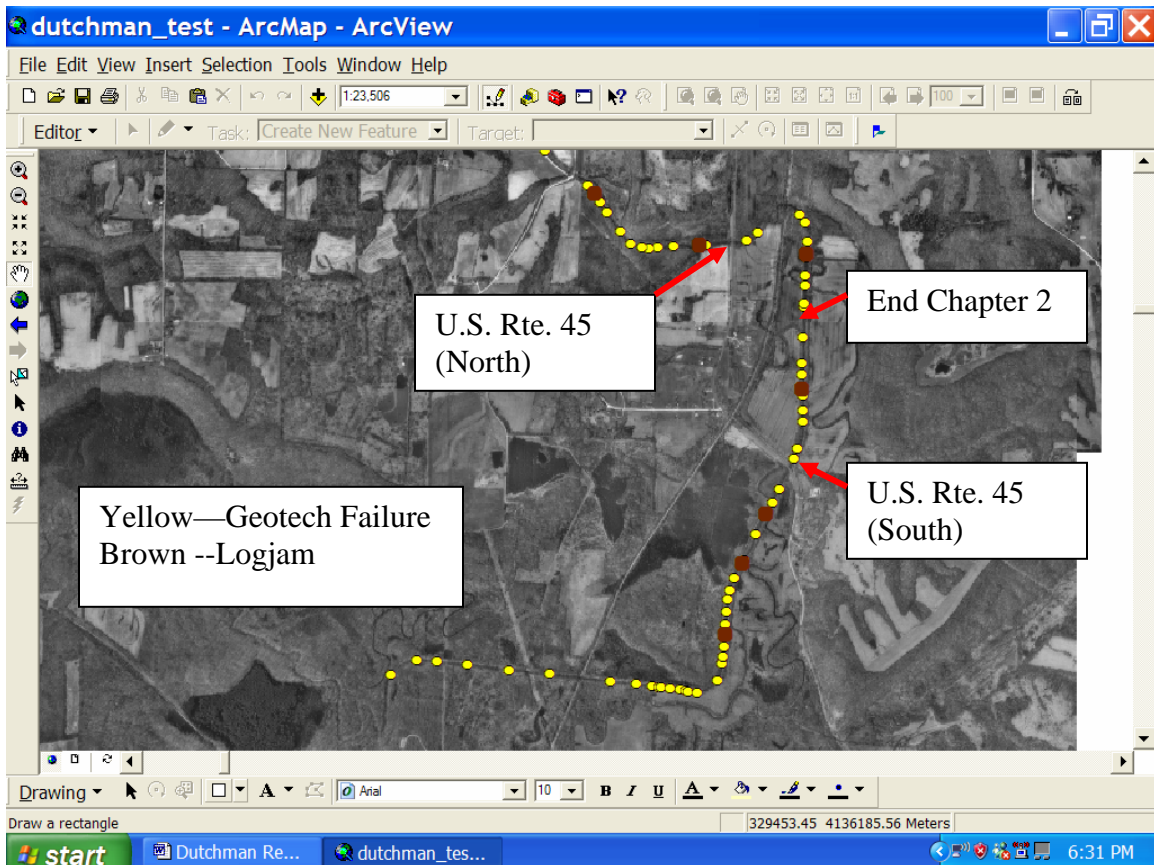 dutchman_test - ArcMap - ArcView
File Edit View Insert Selection Tools Window Help
1:23,506
100
Editor Task: Create New Feature Target:
U.S. Rte. 45
(North)
End Chapter 2
U.S. Rte. 45
(South)
Yellow—Geotech Failure
Brown --Logjam
Drawing A Arial 10 B I U A
Draw a rectangle
329453.45 4136185.56 Meters
start Dutchman Re... dutchman_tes... 6:31 PM